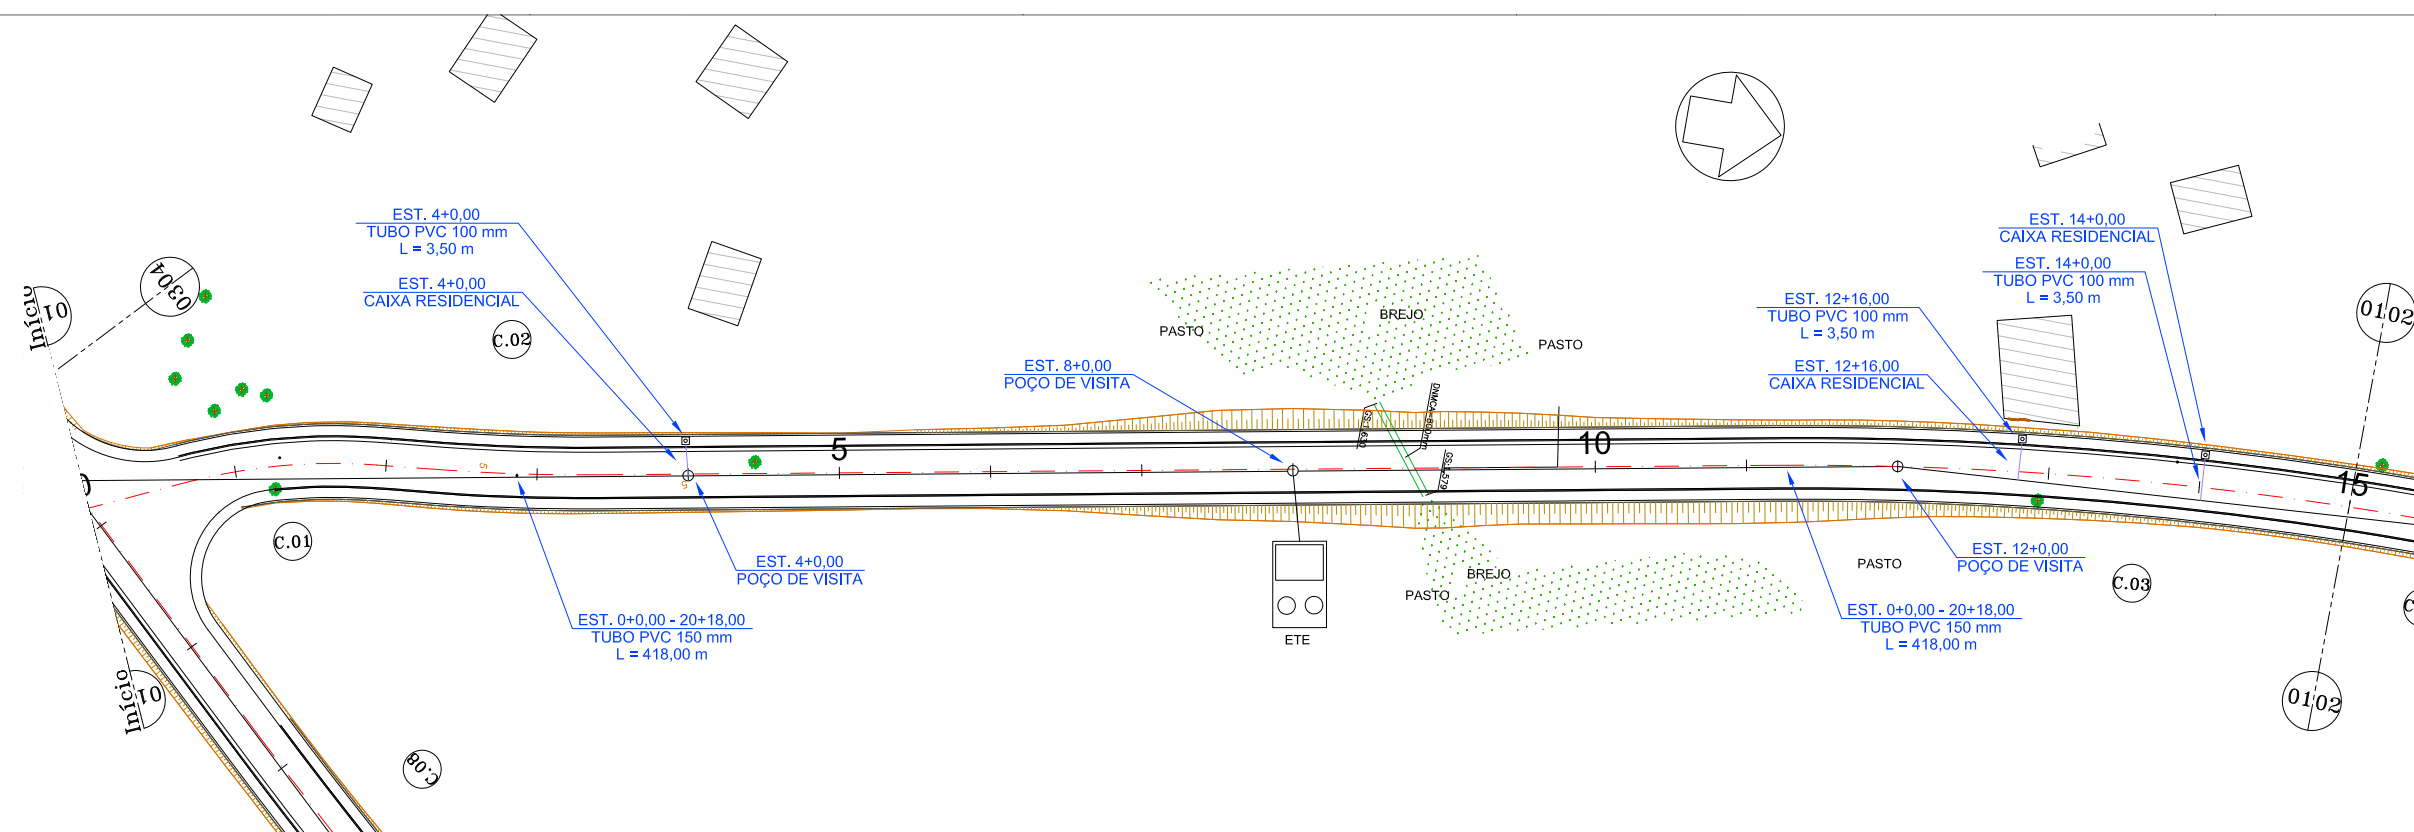 EST. 4+0,00
TUBO PVC 100 mm
L = 3,50 m
EST. 4+0,00
CAIXA RESIDENCIAL
Início
01
0304
C.02
C.01
EST. 8+0,00
POÇO DE VISITA
PASTO
BREJO
PASTO
EST. 12+16,00
TUBO PVC 100 mm
L = 3,50 m
EST. 12+16,00
CAIXA RESIDENCIAL
EST. 14+0,00
CAIXA RESIDENCIAL
EST. 14+0,00
TUBO PVC 100 mm
L = 3,50 m
0102
0
5
5
5
10
15
EST. 4+0,00
POÇO DE VISITA
EST. 0+0,00 - 20+18,00
TUBO PVC 150 mm
L = 418,00 m
ETE
BREJO
PASTO
PASTO
EST. 12+0,00
POÇO DE VISITA
EST. 0+0,00 - 20+18,00
TUBO PVC 150 mm
L = 418,00 m
C.03
Início
01
C.08
0102